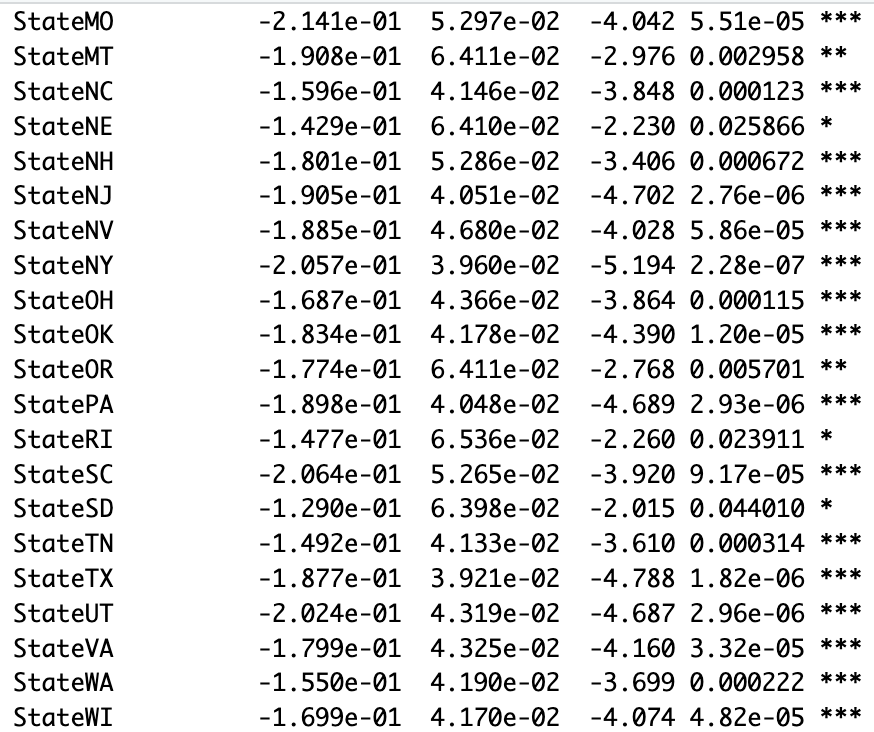 StateMO -2.141e-01 5.297e-02 -4.042 5.51e-05 ***
StateMT -1.908e-01 6.411e-02 -2.976 0.002958 **
StateNC -1.596e-01 4.146e-02 -3.848 0.000123 ***
StateNE -1.429e-01 6.410e-02 -2.230 0.025866 *
StateNH -1.801e-01 5.286e-02 -3.406 0.000672 ***
StateNJ -1.905e-01 4.051e-02 -4.702 2.76e-06 ***
StateNV -1.885e-01 4.680e-02 -4.028 5.86e-05 ***
StateNY -2.057e-01 3.960e-02 -5.194 2.28e-07 ***
StateOH -1.687e-01 4.366e-02 -3.864 0.000115 ***
StateOK -1.834e-01 4.178e-02 -4.390 1.20e-05 ***
StateOR -1.774e-01 6.411e-02 -2.768 0.005701 **
StatePA -1.898e-01 4.048e-02 -4.689 2.93e-06 ***
StateRI -1.477e-01 6.536e-02 -2.260 0.023911 *
StateSC -2.064e-01 5.265e-02 -3.920 9.17e-05 ***
StateSD -1.290e-01 6.398e-02 -2.015 0.044010 *
StateTN -1.492e-01 4.133e-02 -3.610 0.000314 ***
StateTX -1.877e-01 3.921e-02 -4.788 1.82e-06 ***
StateUT -2.024e-01 4.319e-02 -4.687 2.96e-06 ***
StateVA -1.799e-01 4.325e-02 -4.160 3.32e-05 ***
StateWA -1.550e-01 4.190e-02 -3.699 0.000222 ***
StateWI -1.699e-01 4.170e-02 -4.074 4.82e-05 ***